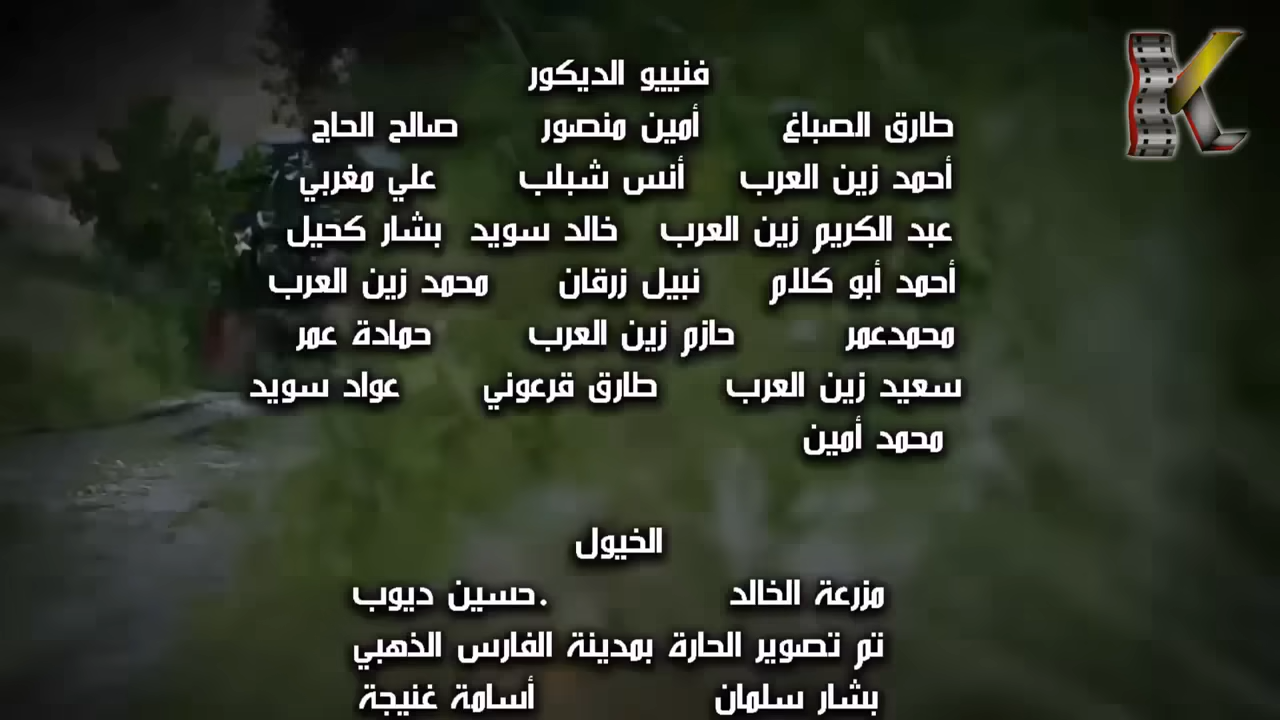 فنييو الديكور
طارق الصباغ أمين منصور صالح الحاج
أحمد زين العرب أنس شبلب علي مغربي
عبد الكريم زين العرب خالد سويد بشار كحيل
أحمد أبو كلام نبيل زرقان محمد زين العرب
محمدعمر حازم زين العرب حمادة عمر
سعيد زين العرب طارق قرعوني عواد سويد
محمد أمين
الخيول
مزرعة الخالد .حسين ديوب
تم تصوير الحارة بمدينة الفارس الذهبي
بشار سلمان أسامة غنيجة
K